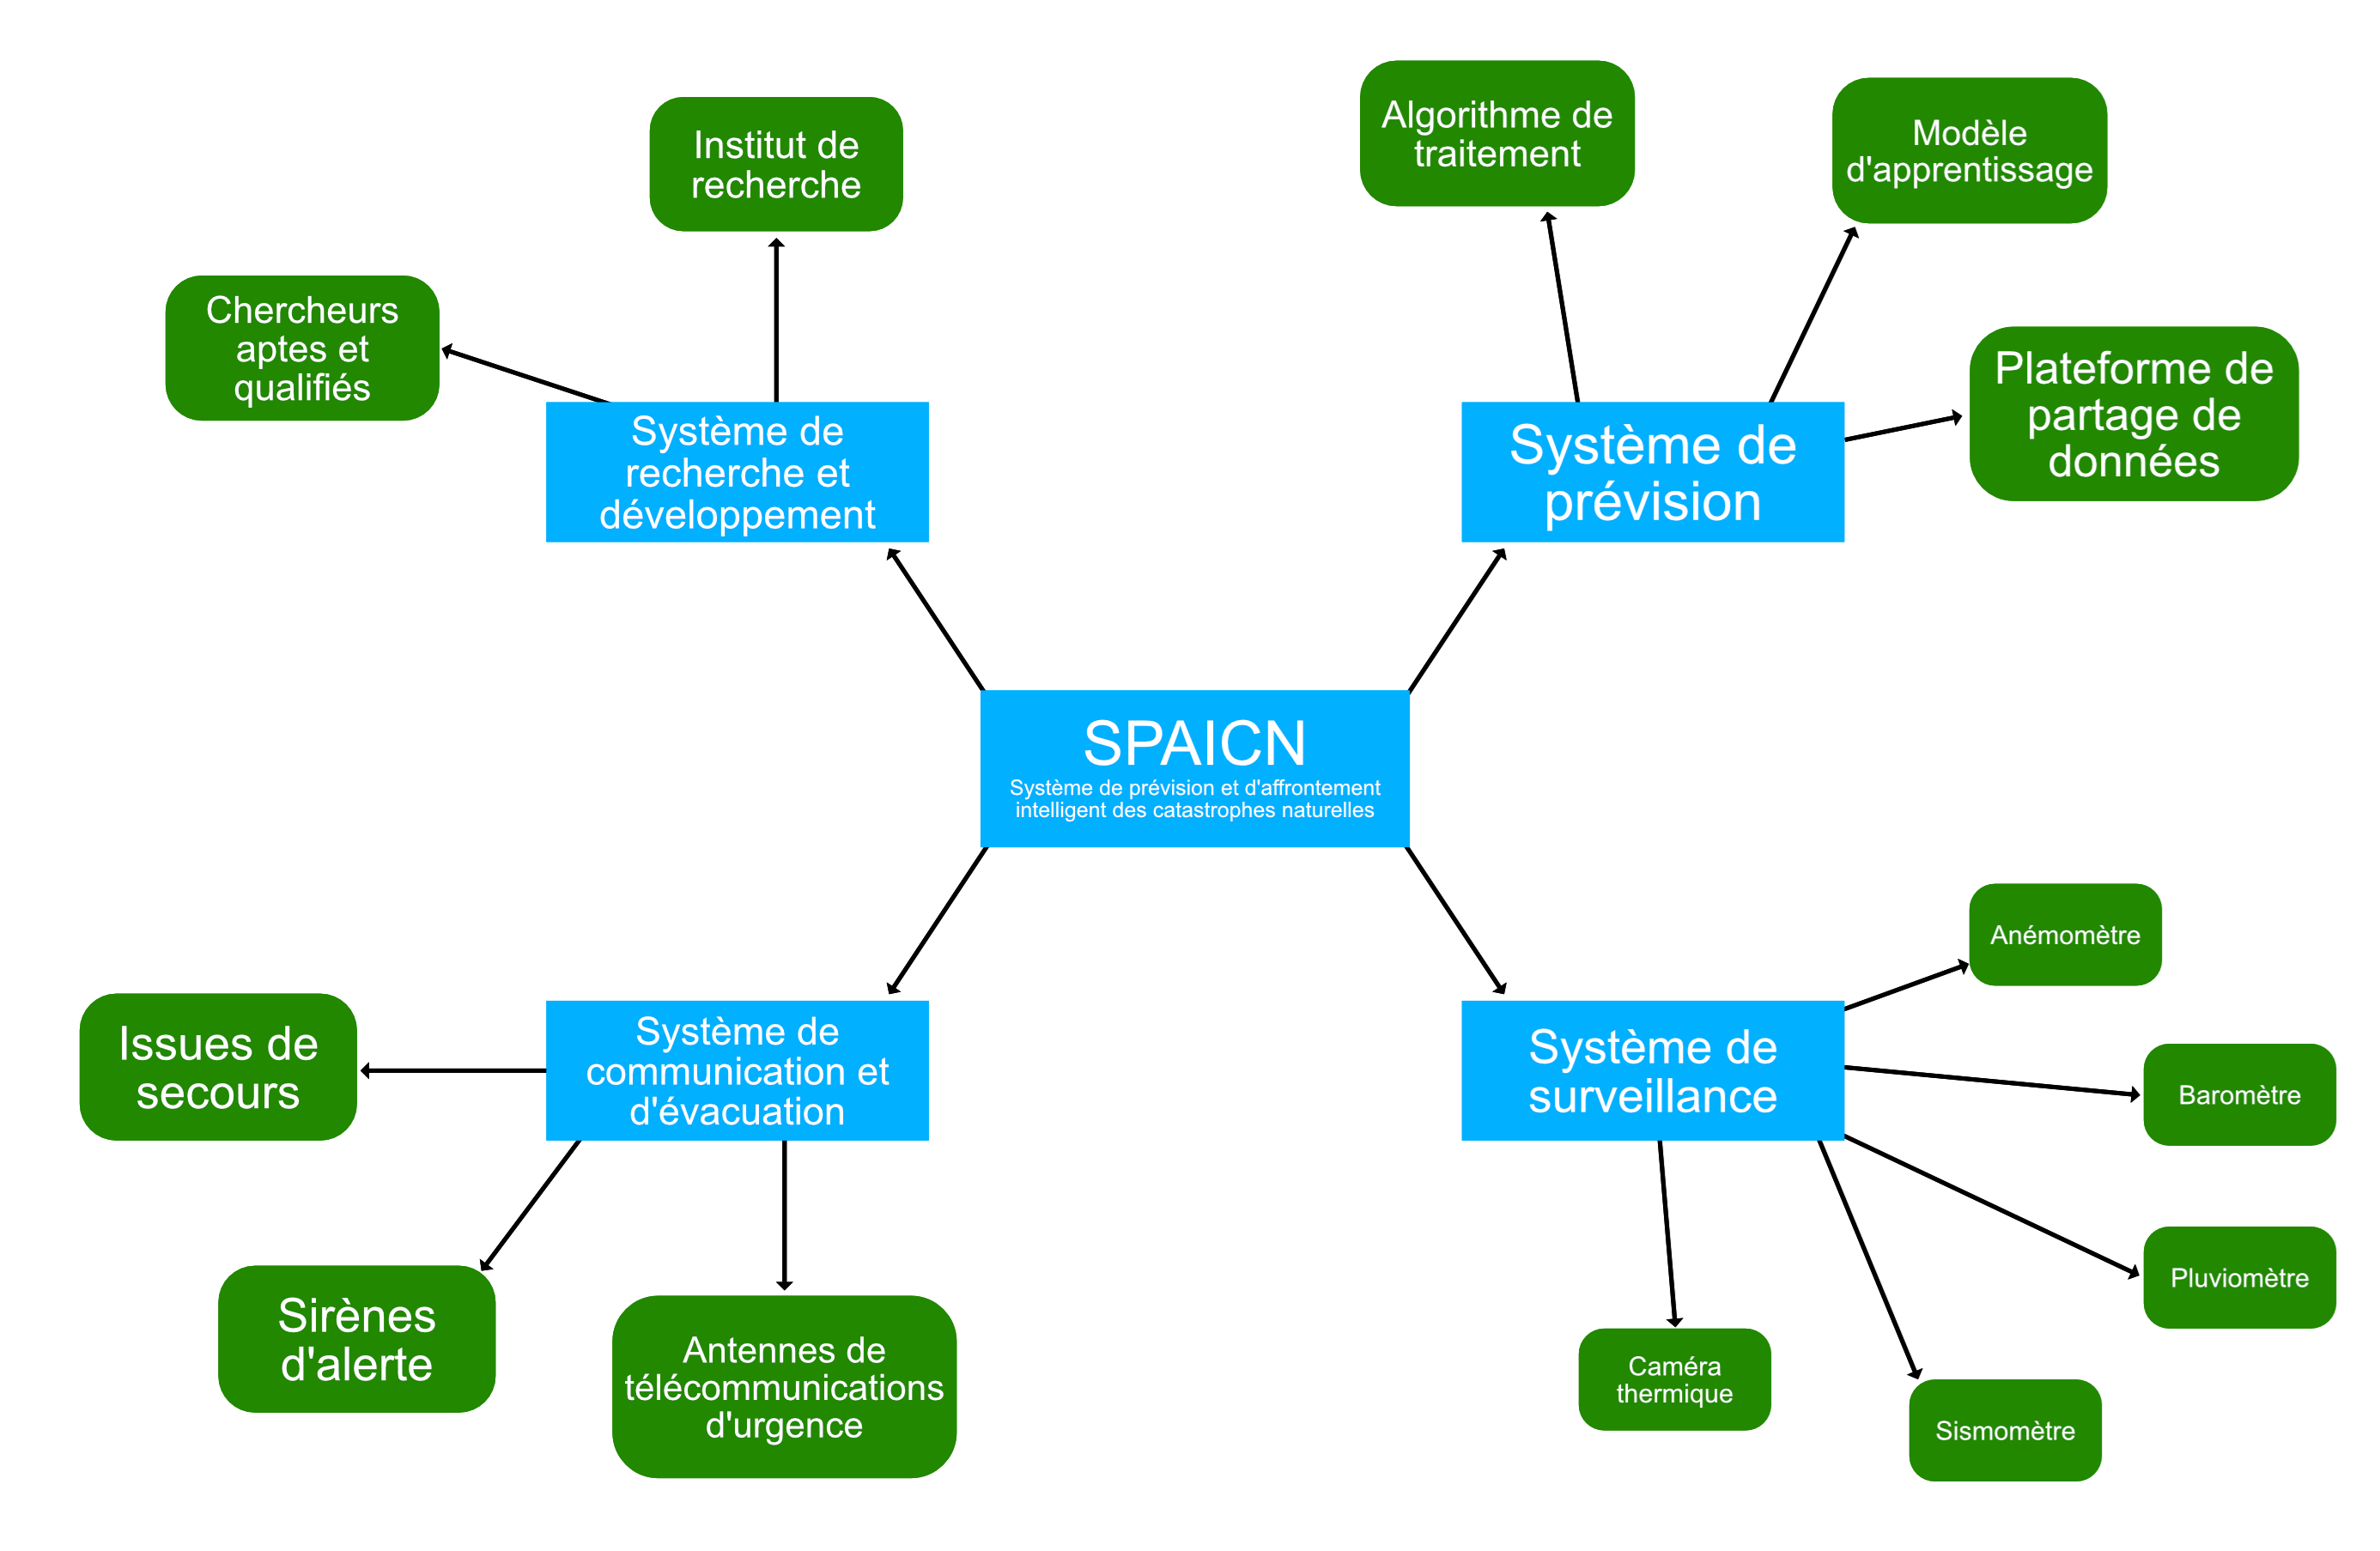 Institut de
recherche
Chercheurs
aptes et
qualifiés
Système de
recherche et
développement
Algorithme de
traitement
Modèle
d'apprentissage
Plateforme de
partage de
données
Système de
prévision
SPAICN
Système de prévision et d'affrontement
intelligent des catastrophes naturelles
Issues de
secours
Système de
communication et
d'évacuation
Sirènes
d'alerte
Antennes de
télécommunications
d'urgence
Système de
surveillance
Anémomètre
Baromètre
Pluviomètre
Caméra
thermique
Sismomètre